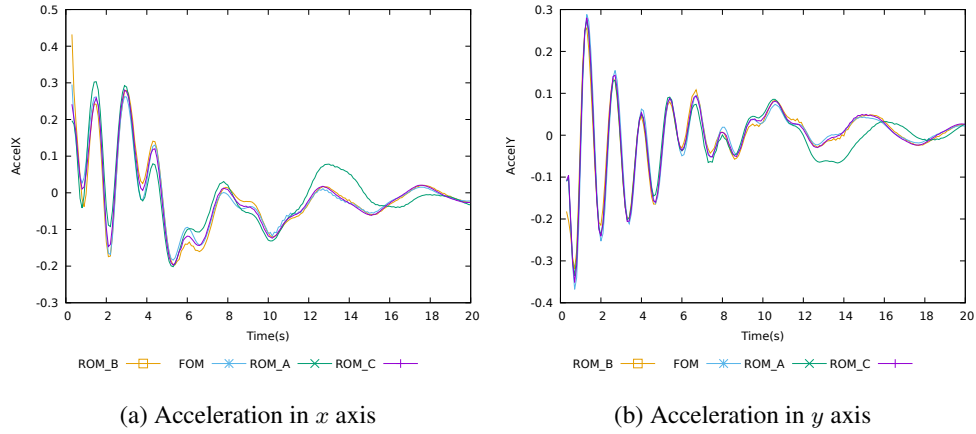 0.5
0.4
0.3
0.2
0.1
0
-0.1
-0.2
-0.3
AccelX
0 2 4 6 8 10 12 14 16 18 20
Time(s)
ROM_B FOM ROM_A ROM_C
(a) Acceleration in x axis
0.3
0.2
0.1
0
-0.1
-0.2
-0.3
-0.4
AccelY
0 2 4 6 8 10 12 14 16 18 20
Time(s)
ROM_B FOM ROM_A ROM_C
(b) Acceleration in y axis